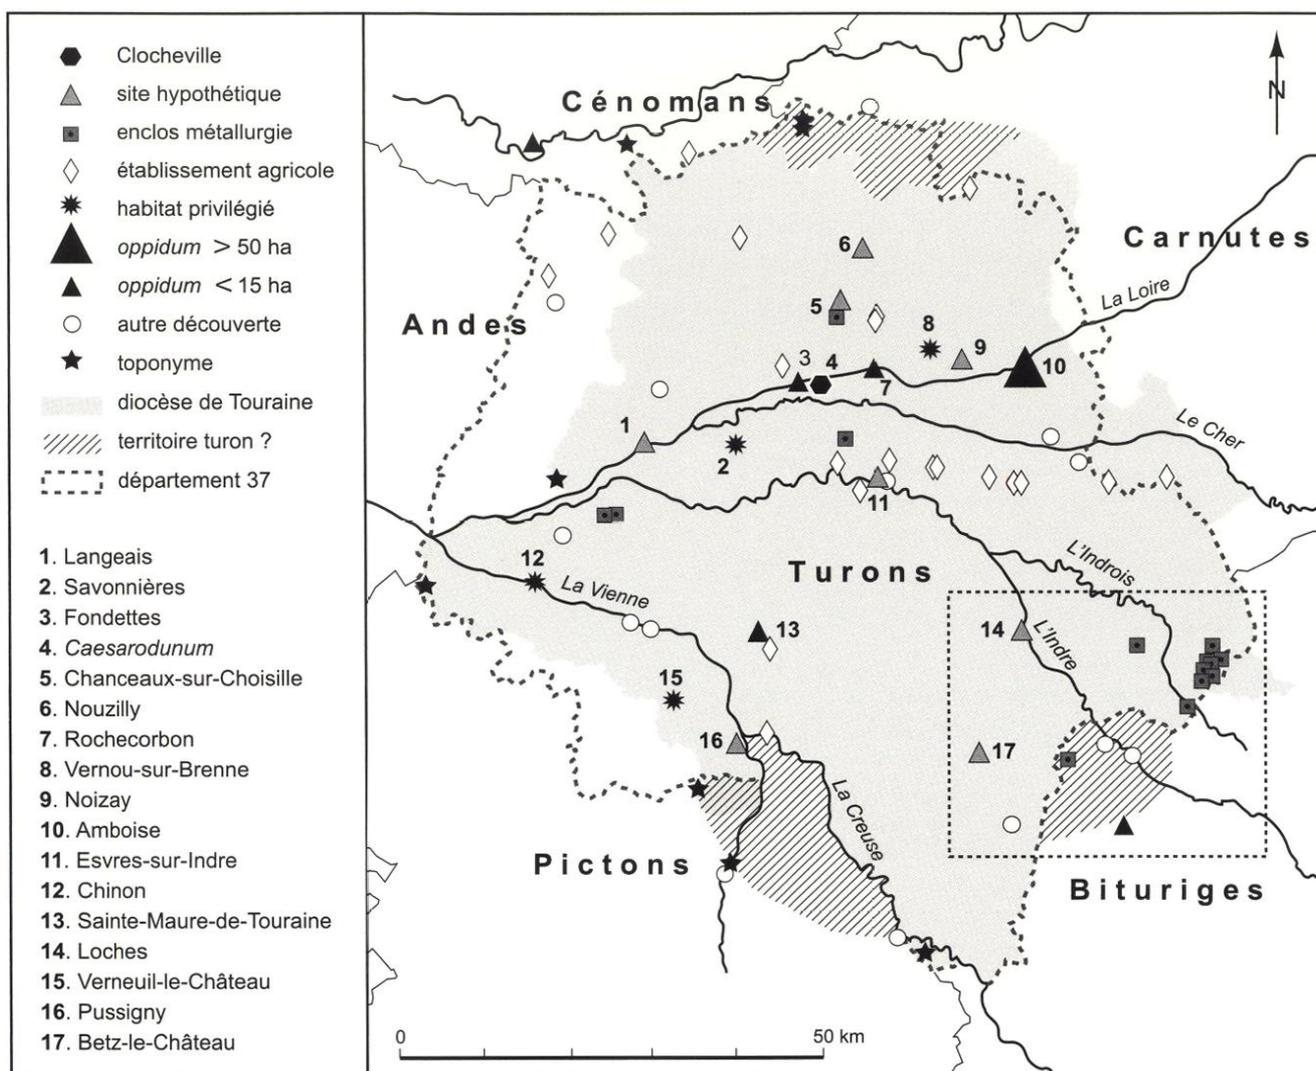 Clocheville
site hypothétique
enclos métallurgie
établissement agricole
habitat privilégié
oppidum > 50 ha
oppidum < 15 ha
autre découverte
toponyme
diocèse de Touraine
territoire turon ?
département 37
1. Langeais
2. Savonnières
3. Fondettes
4. Caesarodunum
5. Chanceaux-sur-Choisille
6. Nouzilly
7. Rochecorbon
8. Vernou-sur-Brenne
9. Noizay
10. Amboise
11. Esvres-sur-Indre
12. Chinon
13. Sainte-Maure-de-Touraine
14. Loches
15. Verneuil-le-Château
16. Pussigny
17. Betz-le-Château
N
Cénomans
Carnutes
6
La Loire
5
Andes
8
9
3
4
10
7
Le Cher
1
2
11
L'Indrois
12
Turons
La Vienne
13
14
L'Indre
15
16
17
La Creuse
Pictons
Bituriges
0
50 km